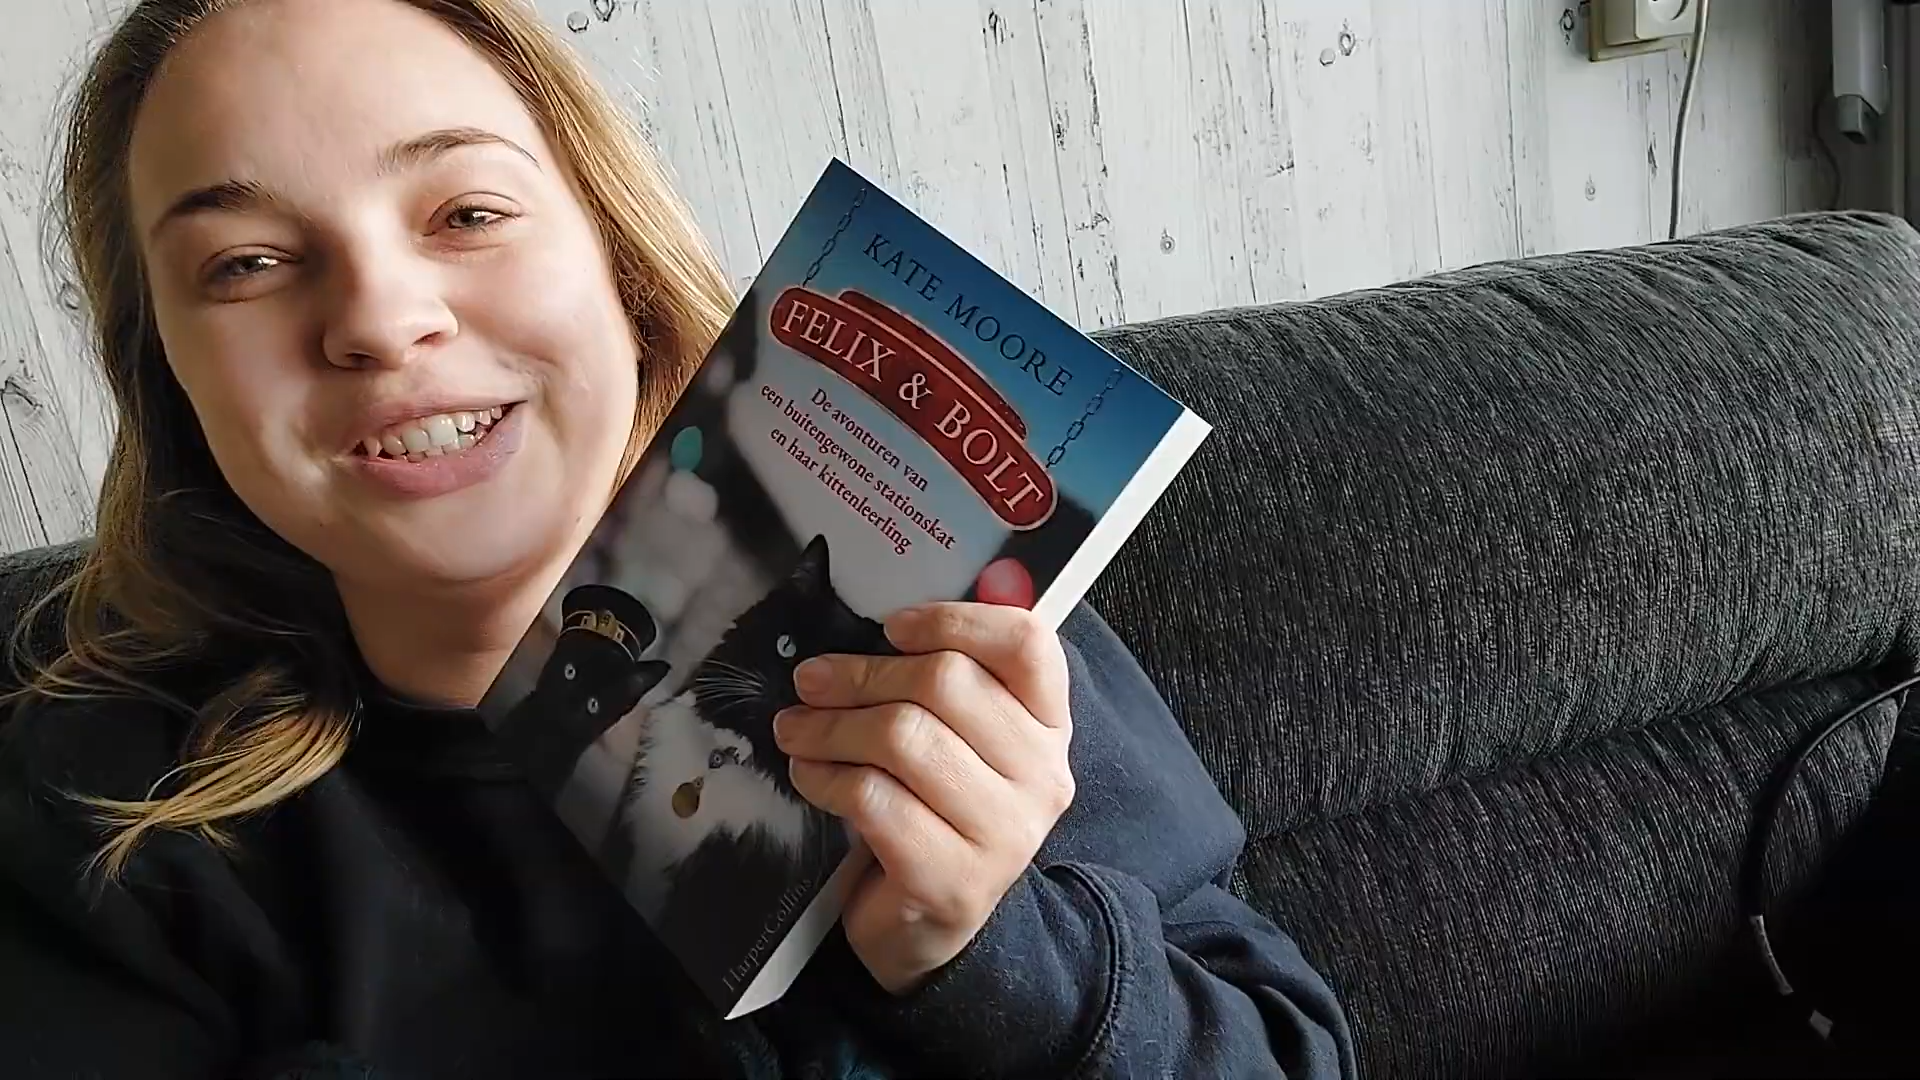 KATE MOORE
FELIX & BOLT
De avonturen van
een buitengewone stationskat
en haar kittenleerling
HarperCollins